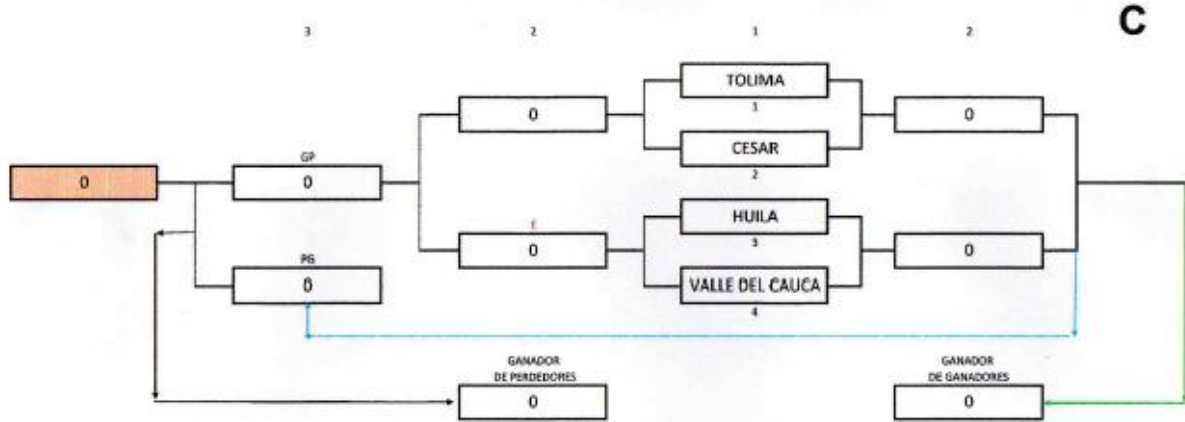 C
3 2 1 2
TOLIMA
0 1 0
CESAR
GP 2
0 0
HUILA
E 3
0 0
PG
0 VALLE DEL CAUCA
4
GANADOR
DE PERDEDORES
0
GANADOR
DE GANADORES
0